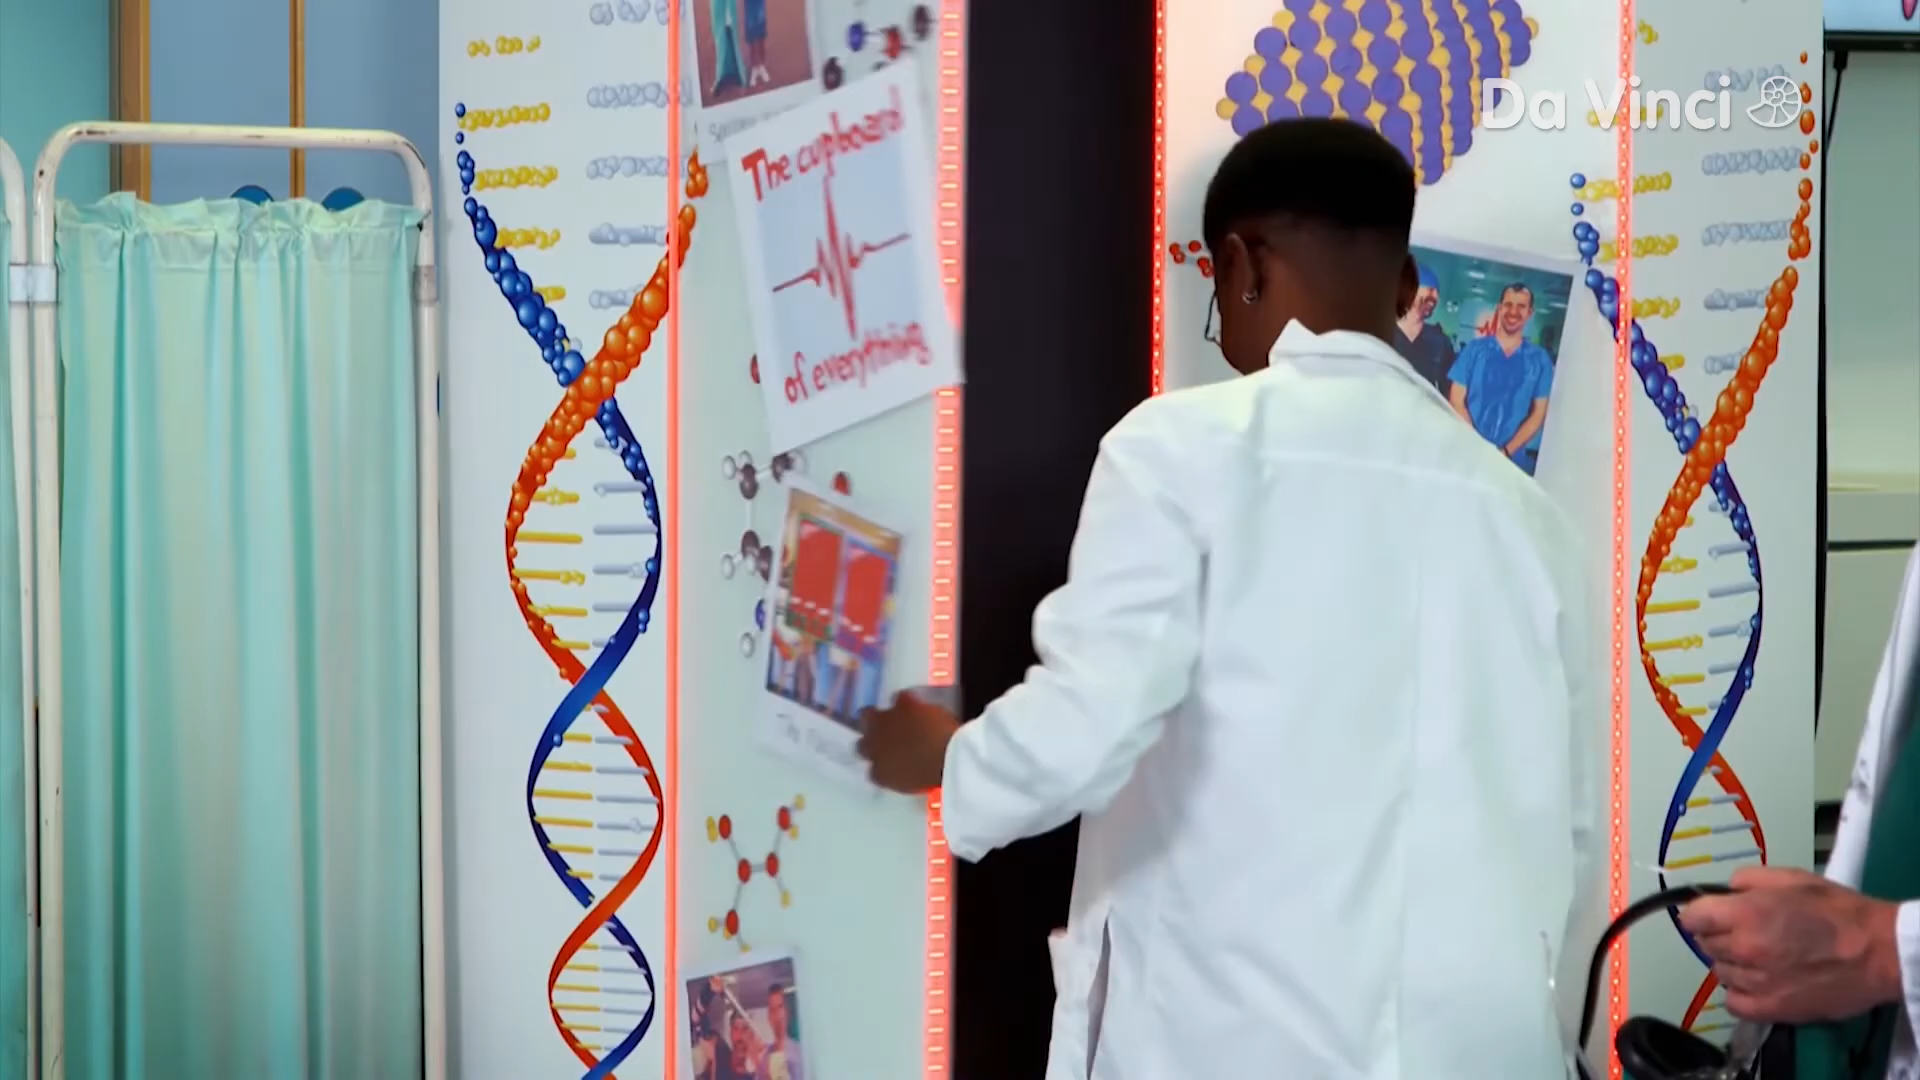 Da Vinci
The cupboard
of everything